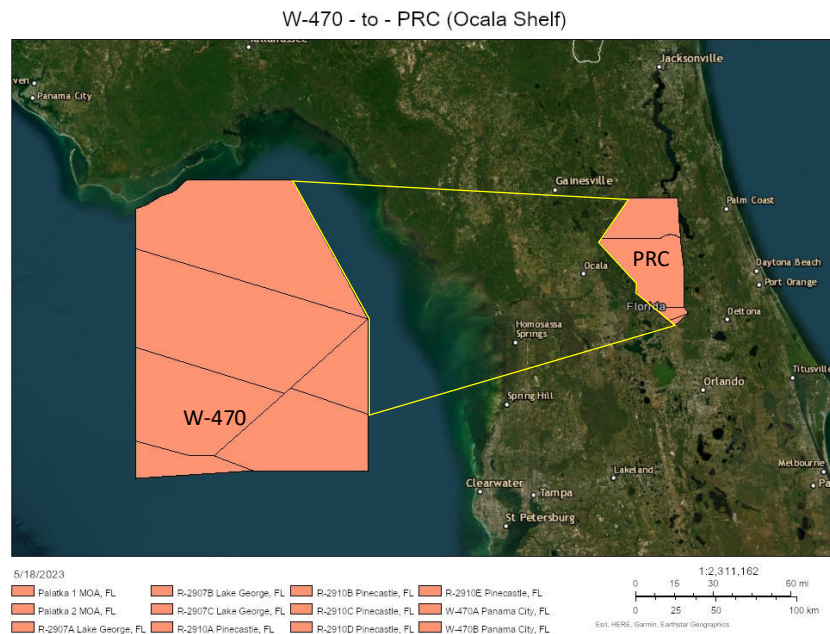 W-470 - to - PRC (Ocala Shelf)
Jacksonville
Panama City
Gainesville
Palm Coast
PRC
Ocala
Daytona Beach
Port Orange
Florida
Deltona
Homosassa
Springs
Titusville
Orlando
Spring Hill
W-470
Melbourne
Lakeland
Clearwater
Tampa
St Petersburg
5/18/2023
Palatka 1 MOA, FL
Palatka 2 MOA, FL
R-2907A Lake George, FL
R-2907B Lake George, FL
R-2907C Lake George, FL
R-2910A Pinecastle, FL
R-2910B Pinecastle, FL
R-2910C Pinecastle, FL
R-2910D Pinecastle, FL
R-2910E Pinecastle, FL
W-470A Panama City, FL
W-470B Panama City, FL
1:2,311,162
0 15 30 60 mi
0 25 50 100 km
Esri, HERE, Garmin, Earthstar Geographics